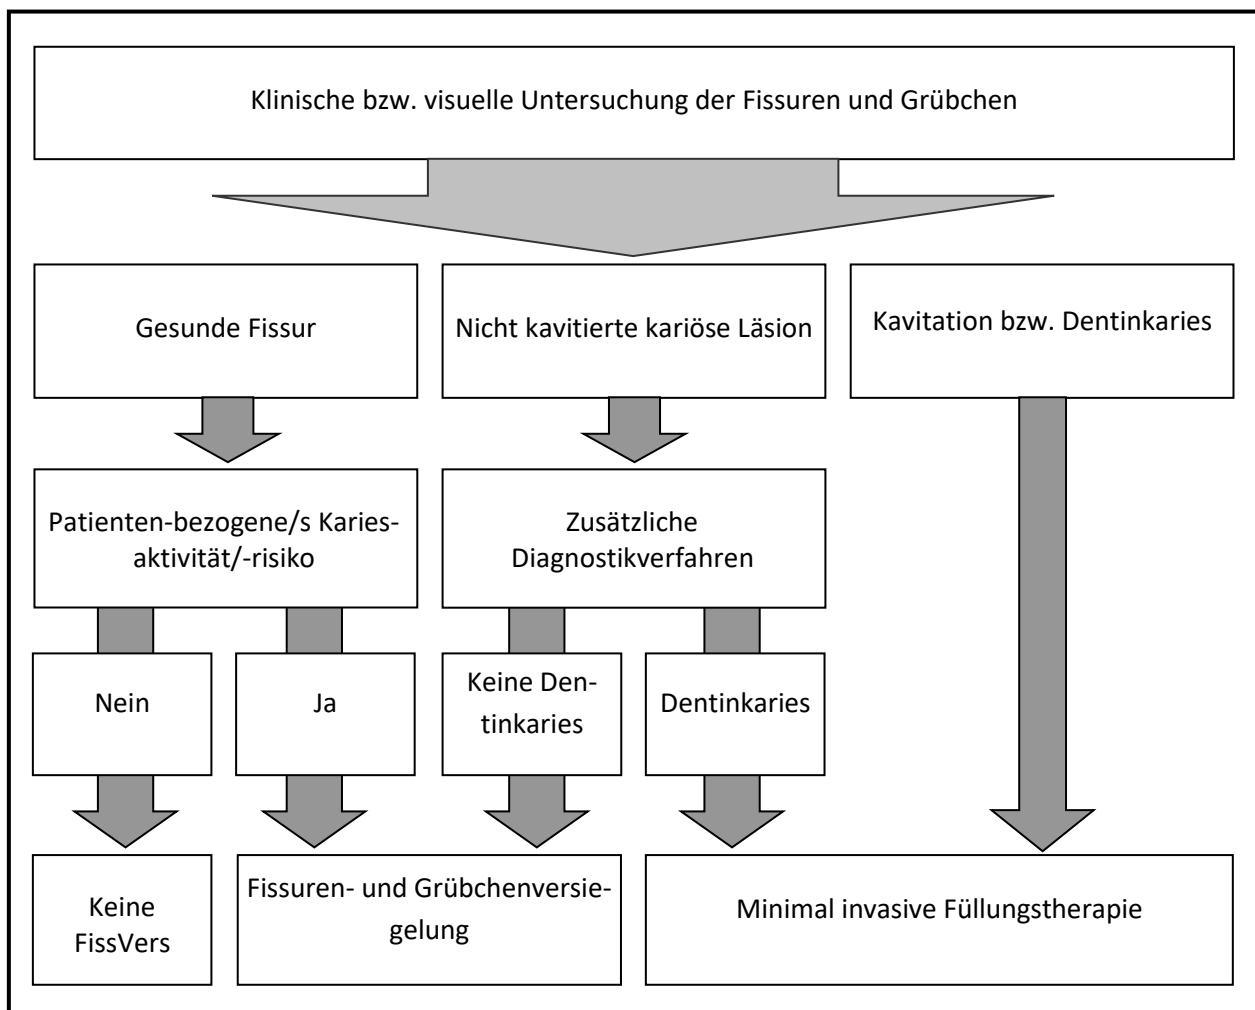 Klinische bzw. visuelle Untersuchung der Fissuren und Grübchen
Gesunde Fissur
Nicht kavitierte kariöse Läsion
Kavitation bzw. Dentinkaries
Patienten-bezogene/s Karies-
aktivität/-risiko
Zusätzliche
Diagnostikverfahren
Nein
Ja
Keine Den-
tinkaries
Dentinkaries
Keine
FissVers
Fissuren- und Grübchenversie-
gelung
Minimal invasive Füllungstherapie